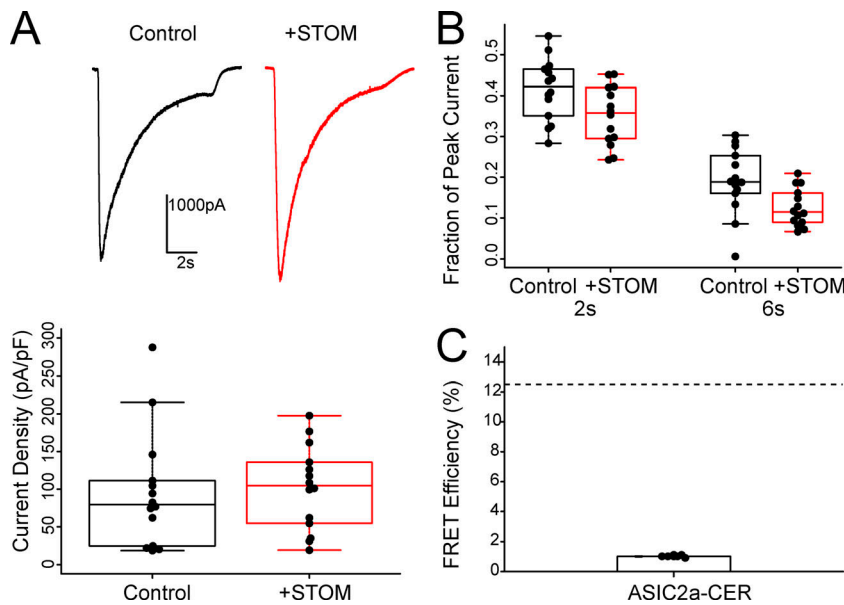 A
Control
+STOM
1000pA
2s
Current Density (pA/pF)
300
250
200
150
100
50
0
Control
+STOM
B
Fraction of Peak Current
0.5
0.4
0.3
0.2
0.1
0.0
Control +STOM
2s
Control +STOM
6s
C
FRET Efficiency (%)
14
12
10
8
6
4
2
0
ASIC2a-CER